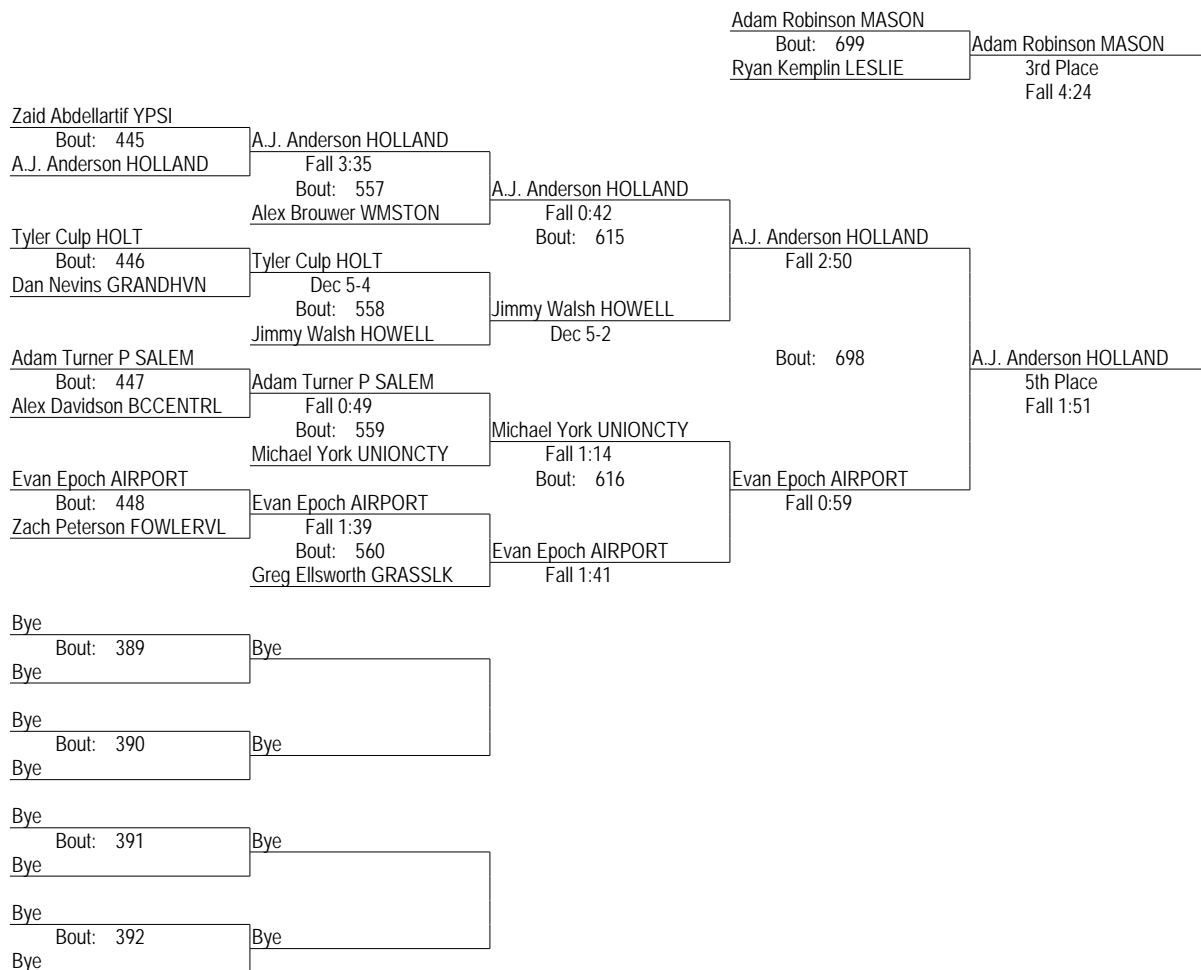 Adam Robinson MASON
Bout: 699
Adam Robinson MASON
Ryan Kemplin LESLIE
3rd Place
Fall 4:24
Zaid Abdellartif YPSI
Bout: 445
A.J. Anderson HOLLAND
A.J. Anderson HOLLAND
Fall 3:35
Bout: 557
A.J. Anderson HOLLAND
Alex Brouwer WMSTON
Fall 0:42
Bout: 615
Tyler Culp HOLT
Bout: 446
Dan Nevins GRANDHVN
Tyler Culp HOLT
Dec 5-4
Bout: 558
Jimmy Walsh HOWELL
Jimmy Walsh HOWELL
Dec 5-2
A.J. Anderson HOLLAND
Fall 2:50
Bout: 698
A.J. Anderson HOLLAND
5th Place
Fall 1:51
Adam Turner P SALEM
Bout: 447
Alex Davidson BCCENTRL
Adam Turner P SALEM
Fall 0:49
Bout: 559
Michael York UNIONCTY
Michael York UNIONCTY
Fall 1:14
Bout: 616
Evan Epoch AIRPORT
Bout: 448
Zach Peterson FOWLERVL
Evan Epoch AIRPORT
Fall 1:39
Bout: 560
Greg Ellsworth GRASSLK
Evan Epoch AIRPORT
Fall 1:41
Evan Epoch AIRPORT
Fall 0:59
Bye
Bout: 389
Bye
Bye
Bye
Bout: 390
Bye
Bye
Bye
Bout: 391
Bye
Bye
Bye
Bout: 392
Bye
Bye